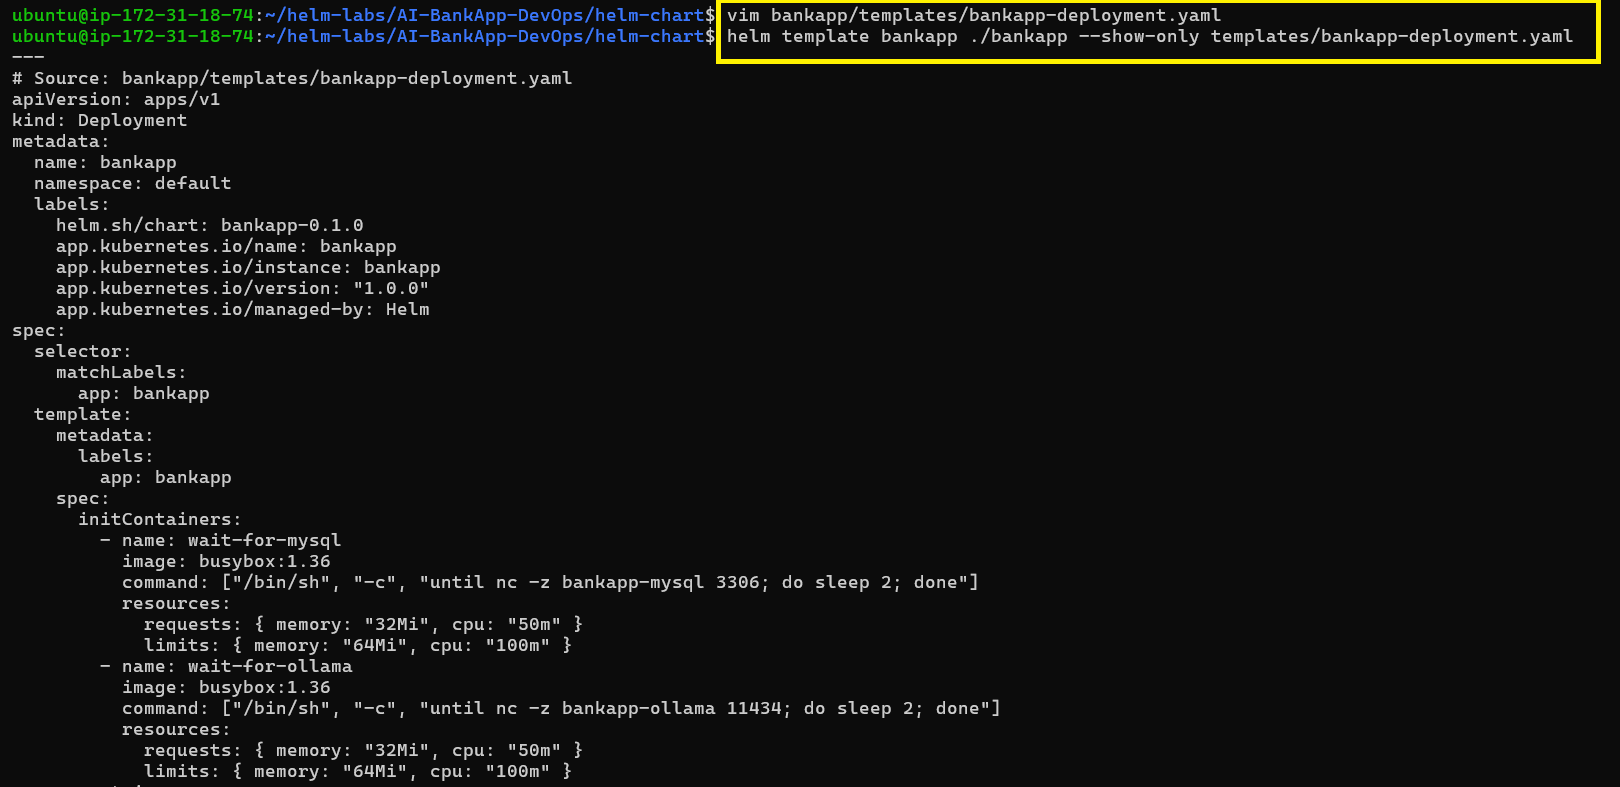 ubuntu@ip-172-31-18-74:~/helm-labs/AI-BankApp-DevOps/helm-chart$ vim bankapp/templates/bankapp-deployment.yaml
ubuntu@ip-172-31-18-74:~/helm-labs/AI-BankApp-DevOps/helm-chart$ helm template bankapp ./bankapp --show-only templates/bankapp-deployment.yaml
---
# Source: bankapp/templates/bankapp-deployment.yaml
apiVersion: apps/v1
kind: Deployment
metadata:
  name: bankapp
  namespace: default
  labels:
    helm.sh/chart: bankapp-0.1.0
    app.kubernetes.io/name: bankapp
    app.kubernetes.io/instance: bankapp
    app.kubernetes.io/version: "1.0.0"
    app.kubernetes.io/managed-by: Helm
spec:
  selector:
    matchLabels:
      app: bankapp
  template:
    metadata:
      labels:
        app: bankapp
    spec:
      initContainers:
        - name: wait-for-mysql
          image: busybox:1.36
          command: ["/bin/sh", "-c", "until nc -z bankapp-mysql 3306; do sleep 2; done"]
          resources:
            requests: { memory: "32Mi", cpu: "50m" }
            limits: { memory: "64Mi", cpu: "100m" }
        - name: wait-for-ollama
          image: busybox:1.36
          command: ["/bin/sh", "-c", "until nc -z bankapp-ollama 11434; do sleep 2; done"]
          resources:
            requests: { memory: "32Mi", cpu: "50m" }
            limits: { memory: "64Mi", cpu: "100m" }